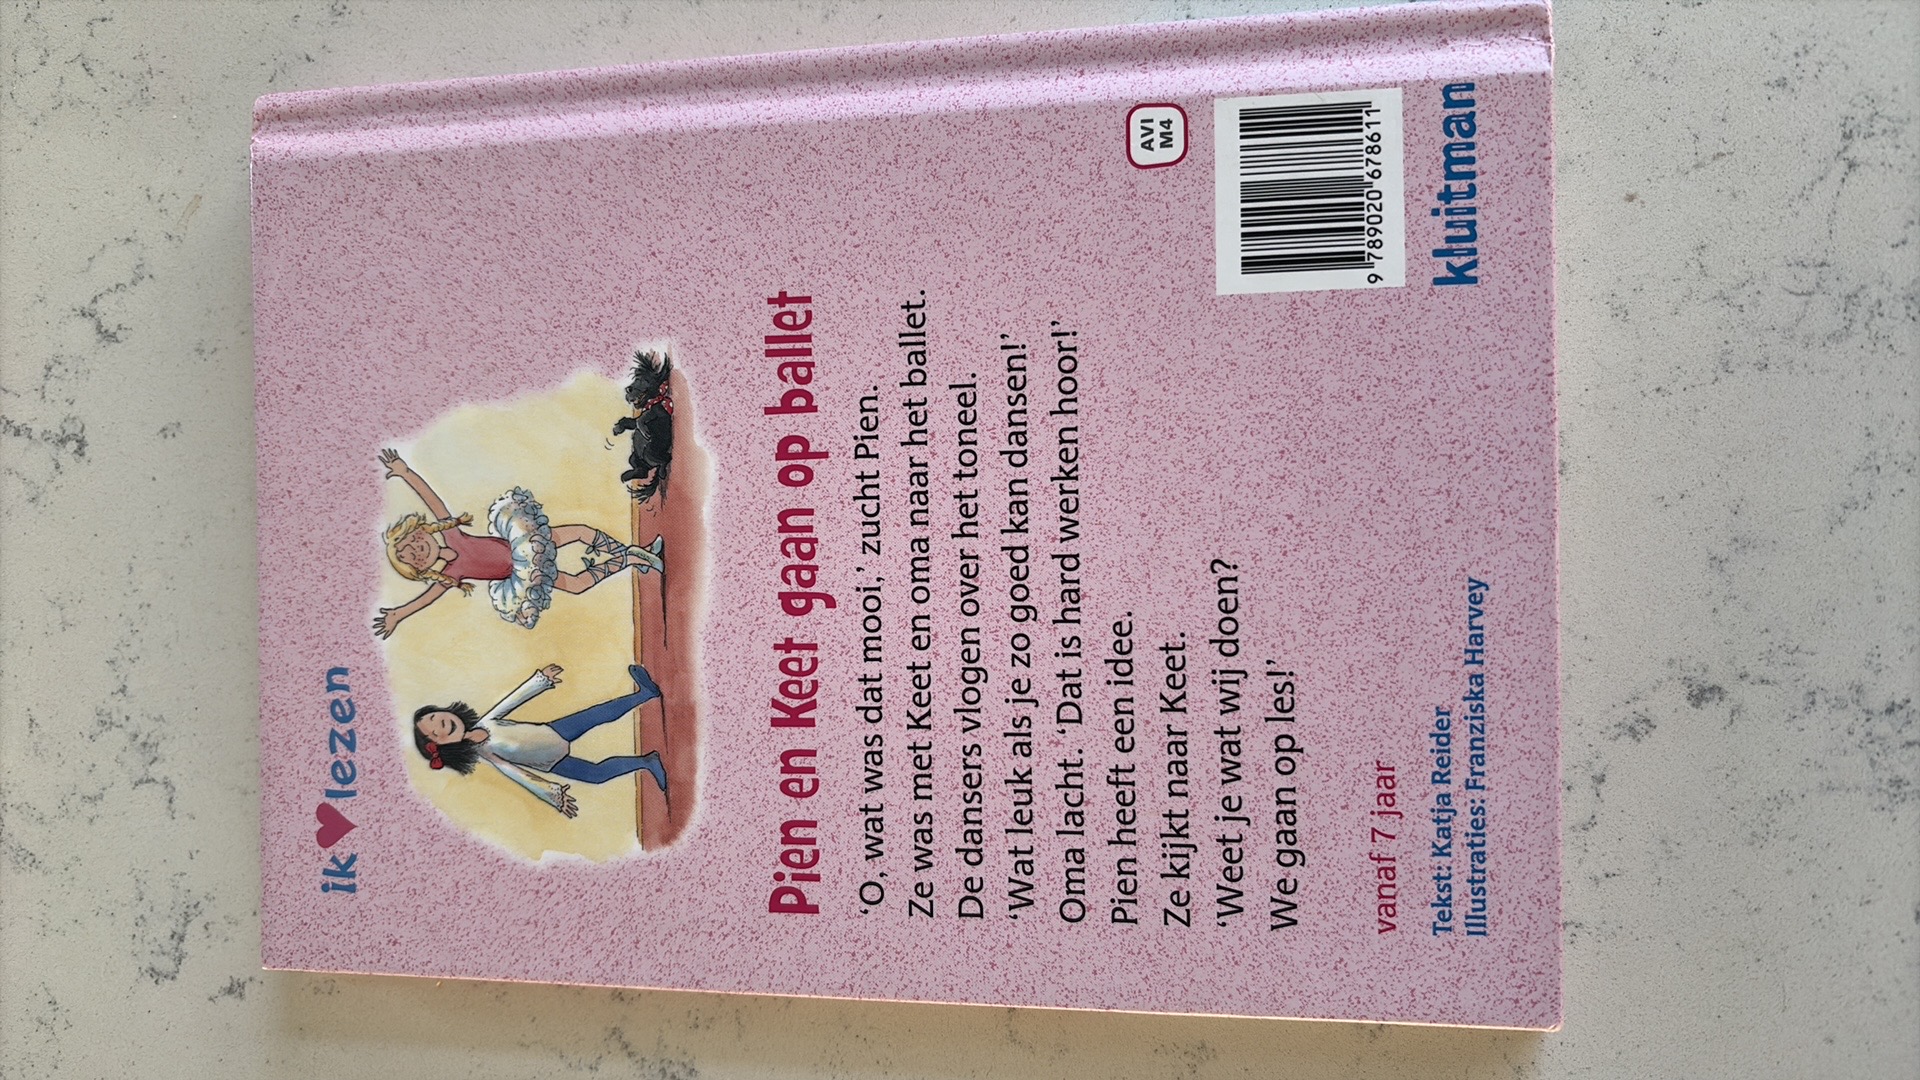 ik lezen
Pien en Keet gaan op ballet
‘O, wat was dat mooi,’ zucht Pien.
Ze was met Keet en oma naar het ballet.
De dansers vlogen over het toneel.
‘Wat leuk als je zo goed kan dansen!’
Oma lacht. ‘Dat is hard werken hoor!’
Pien heeft een idee.
Ze kijkt naar Keet.
‘Weet je wat wij doen?
We gaan op les!’
vanaf 7 jaar
Tekst: Katja Reider
Illustraties: Franziska Harvey
AVI
M4
9 789020 678611
kluitman